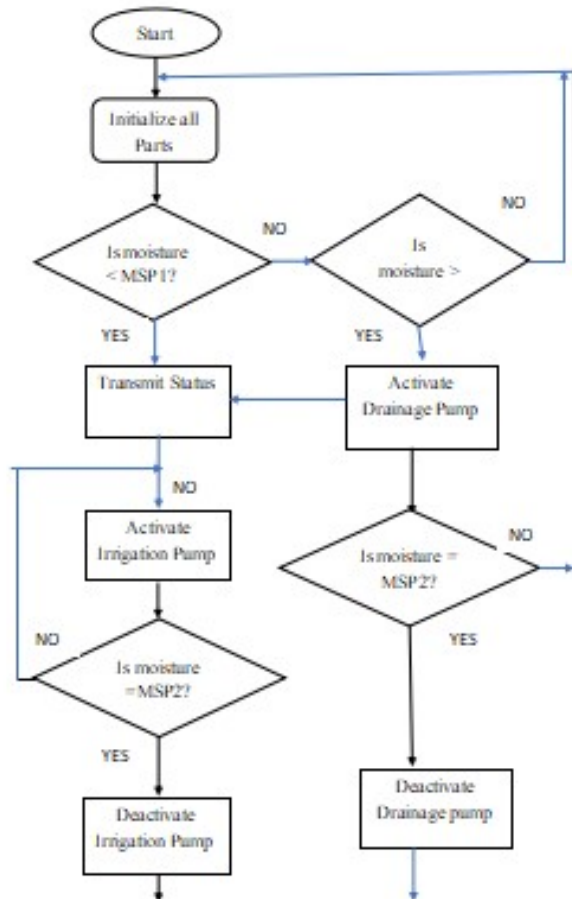 Start
Initialize all
Parts
Is moisture
< MSP1?
NO
Is
moisture >
NO
YES
YES
Transmit Status
Activate
Drainage Pump
NO
Activate
Irrigation Pump
Is moisture =
MSP2?
NO
NO
YES
Is moisture
=MSP2?
YES
Deactivate
Irrigation Pump
Deactivate
Drainage pump